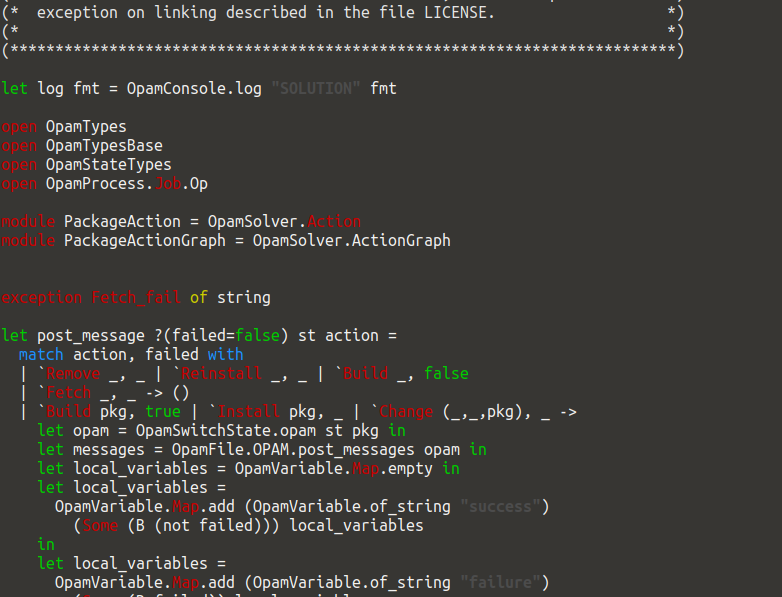 (*  exception on linking described in the file LICENSE.                   *)
(*                                                                        *)
(**************************************************************************)

let log fmt = OpamConsole.log "SOLUTION" fmt

open OpamTypes
open OpamTypesBase
open OpamStateTypes
open OpamProcess.Job.Op

module PackageAction = OpamSolver.Action
module PackageActionGraph = OpamSolver.ActionGraph


exception Fetch_fail of string

let post_message ?(failed=false) st action =
  match action, failed with
  | `Remove _, _ | `Reinstall _, _ | `Build _, false
  | `Fetch _, _ -> ()
  | `Build pkg, true | `Install pkg, _ | `Change (_,_,pkg), _ ->
    let opam = OpamSwitchState.opam st pkg in
    let messages = OpamFile.OPAM.post_messages opam in
    let local_variables = OpamVariable.Map.empty in
    let local_variables =
      OpamVariable.Map.add (OpamVariable.of_string "success")
        (Some (B (not failed))) local_variables
    in
    let local_variables =
      OpamVariable.Map.add (OpamVariable.of_string "failure")